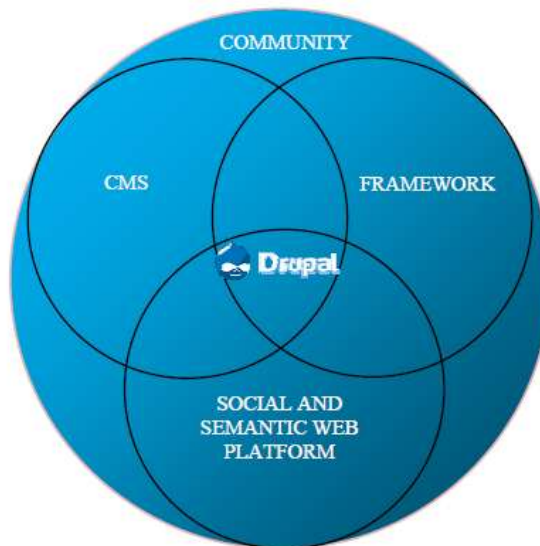 COMMUNITY
CMS
FRAMEWORK
Drupal
SOCIAL AND
SEMANTIC WEB
PLATFORM